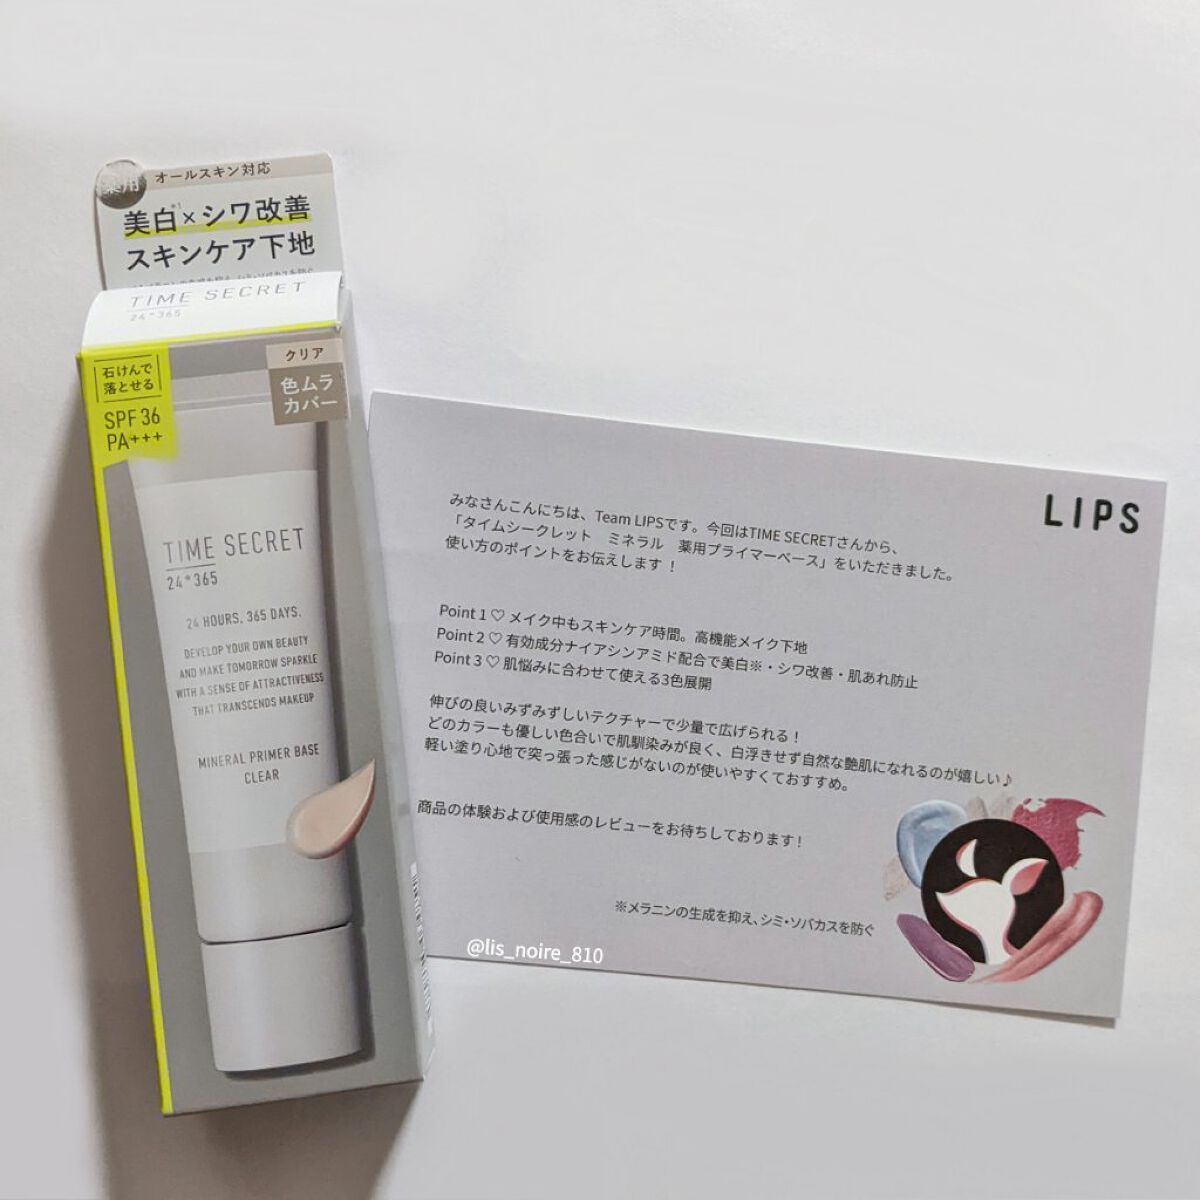 薬用
オールスキン対応
美白*1×シワ改善
スキンケア下地
TIME SECRET
24*365
石けんで
落とせる
SPF 36
PA+++
クリア
色ムラ
カバー
TIME SECRET
24*365
24 HOURS, 365 DAYS.
DEVELOP YOUR OWN BEAUTY
AND MAKE TOMORROW SPARKLE
WITH A SENSE OF ATTRACTIVENESS
THAT TRANSCENDS MAKEUP
MINERAL PRIMER BASE
CLEAR
LIPS
みなさんこんにちは、Team LIPSです。今回はTIME SECRETさんから、
「タイムシークレット ミネラル 薬用プライマーベース」をいただきました。
使い方のポイントをお伝えします！
Point 1 ♡ メイク中もスキンケア時間。高機能メイク下地
Point 2 ♡ 有効成分ナイアシンアミド配合で美白※・シワ改善・肌あれ防止
Point 3 ♡ 肌悩みに合わせて使える3色展開
伸びの良いみずみずしいテクチャーで少量で広げられる！
どのカラーも優しい色合いで肌馴染みが良く、白浮きせず自然な艶肌になれるのが嬉しい♪
軽い塗り心地で突っ張った感じがないのが使いやすくておすすめ。
商品の体験および使用感のレビューをお待ちしております！
※メラニンの生成を抑え、シミ・ソバカスを防ぐ
@lis_noire_810